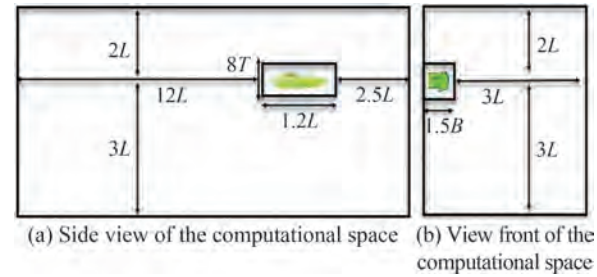 2L
8T
12L
2.5L
1.2L
3L
(a) Side view of the computational space
2L
3L
1.5B
3L
(b) View front of the
computational space